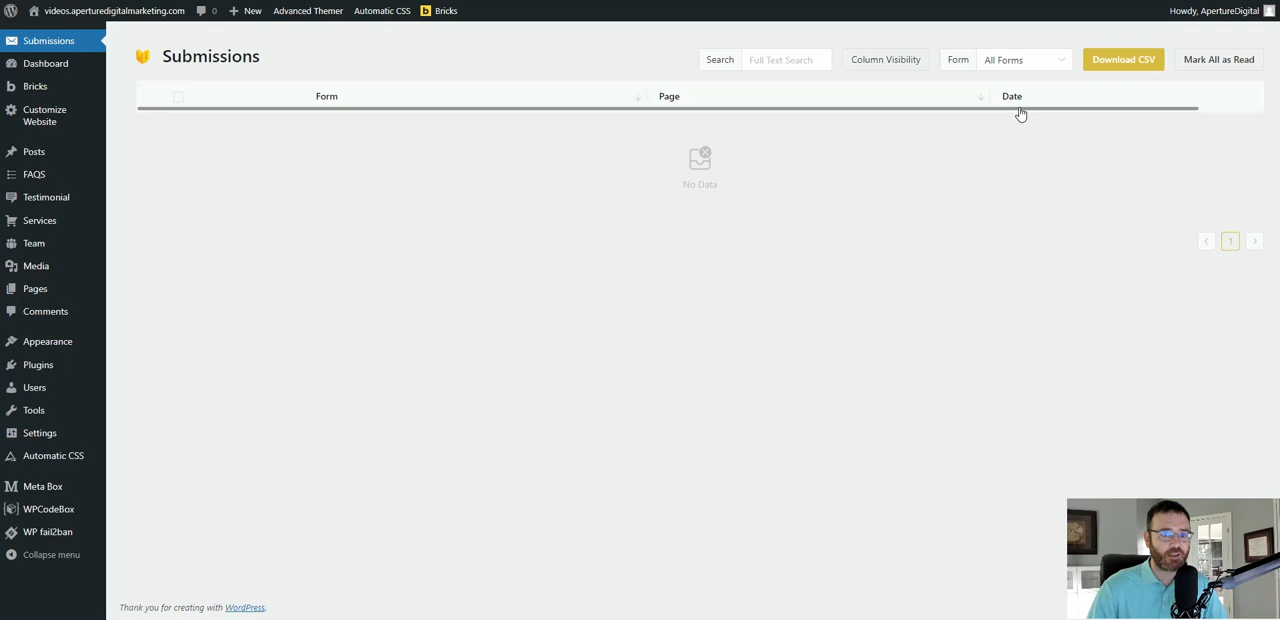 videos.aperturedigitalmarketing.com 0 New Advanced Themer Automatic CSS Bricks Howdy, ApertureDigital
Submissions
Dashboard
Bricks
Customize
Website
Posts
FAQS
Testimonial
Services
Team
Media
Pages
Comments
Appearance
Plugins
Users
Tools
Settings
Automatic CSS
Meta Box
WPCodeBox
WP fail2ban
Collapse menu
Submissions
Search Full Text Search Column Visibility Form All Forms Download CSV Mark All as Read
Form Page Date
No Data
1
Thank you for creating with WordPress.